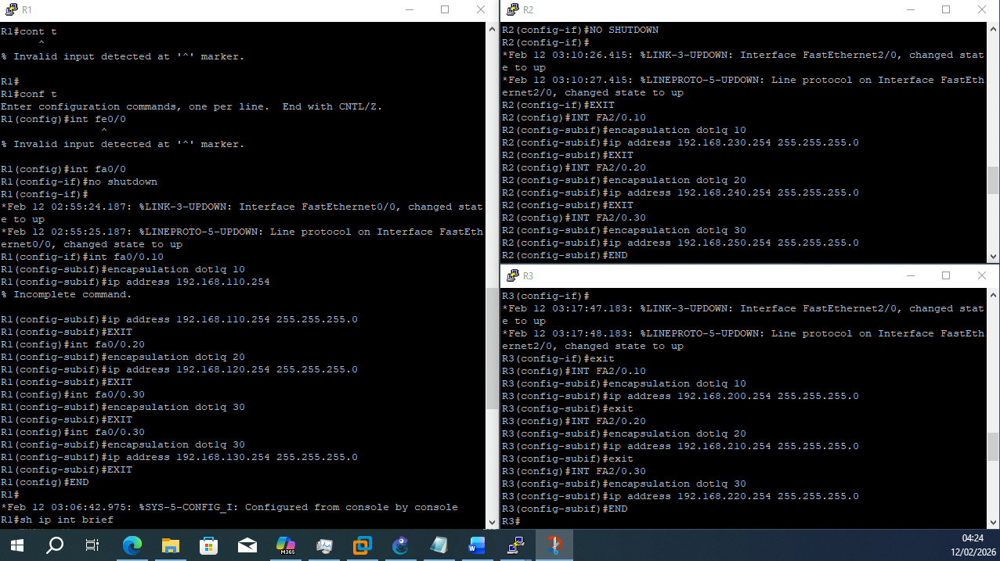 R1
R1#cont t
^
% Invalid input detected at '^' marker.
R1#
R1#conf t
Enter configuration commands, one per line.  End with CNTL/Z.
R1(config)#int fe0/0
^
% Invalid input detected at '^' marker.
R1(config)#int fa0/0
R1(config-if)#no shutdown
R1(config-if)#
*Feb 12 02:55:24.187: %LINK-3-UPDOWN: Interface FastEthernet0/0, changed stat
e to up
*Feb 12 02:55:25.187: %LINEPROTO-5-UPDOWN: Line protocol on Interface FastEth
ernet0/0, changed state to up
R1(config-if)#int fa0/0.10
R1(config-subif)#encapsulation dot1q 10
R1(config-subif)#ip address 192.168.110.254
% Incomplete command.
R1(config-subif)#ip address 192.168.110.254 255.255.255.0
R1(config-subif)#EXIT
R1(config)#int fa0/0.20
R1(config-subif)#encapsulation dot1q 20
R1(config-subif)#ip address 192.168.120.254 255.255.255.0
R1(config-subif)#EXIT
R1(config)#int fa0/0.30
R1(config-subif)#encapsulation dot1q 30
R1(config-subif)#EXIT
R1(config)#int fa0/0.30
R1(config-subif)#encapsulation dot1q 30
R1(config-subif)#ip address 192.168.130.254 255.255.255.0
R1(config-subif)#EXIT
R1(config)#END
R1#
*Feb 12 03:06:42.975: %SYS-5-CONFIG_I: Configured from console by console
R1#sh ip int brief
R2
R2(config-if)#NO SHUTDOWN
R2(config-if)#
*Feb 12 03:10:26.415: %LINK-3-UPDOWN: Interface FastEthernet2/0, changed stat
e to up
*Feb 12 03:10:27.415: %LINEPROTO-5-UPDOWN: Line protocol on Interface FastEth
ernet2/0, changed state to up
R2(config-if)#EXIT
R2(config)#INT FA2/0.10
R2(config-subif)#encapsulation dot1q 10
R2(config-subif)#ip address 192.168.230.254 255.255.255.0
R2(config-subif)#EXIT
R2(config)#INT FA2/0.20
R2(config-subif)#encapsulation dot1q 20
R2(config-subif)#ip address 192.168.240.254 255.255.255.0
R2(config-subif)#EXIT
R2(config)#INT FA2/0.30
R2(config-subif)#encapsulation dot1q 30
R2(config-subif)#ip address 192.168.250.254 255.255.255.0
R2(config-subif)#END
R3
R3(config-if)#
*Feb 12 03:17:47.183: %LINK-3-UPDOWN: Interface FastEthernet2/0, changed stat
e to up
*Feb 12 03:17:48.183: %LINEPROTO-5-UPDOWN: Line protocol on Interface FastEth
ernet2/0, changed state to up
R3(config-if)#exit
R3(config)#INT FA2/0.10
R3(config-subif)#encapsulation dot1q 10
R3(config-subif)#ip address 192.168.200.254 255.255.255.0
R3(config-subif)#exit
R3(config)#INT FA2/0.20
R3(config-subif)#encapsulation dot1q 20
R3(config-subif)#ip address 192.168.210.254 255.255.255.0
R3(config-subif)#exit
R3(config)#INT FA2/0.30
R3(config-subif)#encapsulation dot1q 30
R3(config-subif)#ip address 192.168.220.254 255.255.255.0
R3(config-subif)#END
R3#
M365
W
04:24
12/02/2026